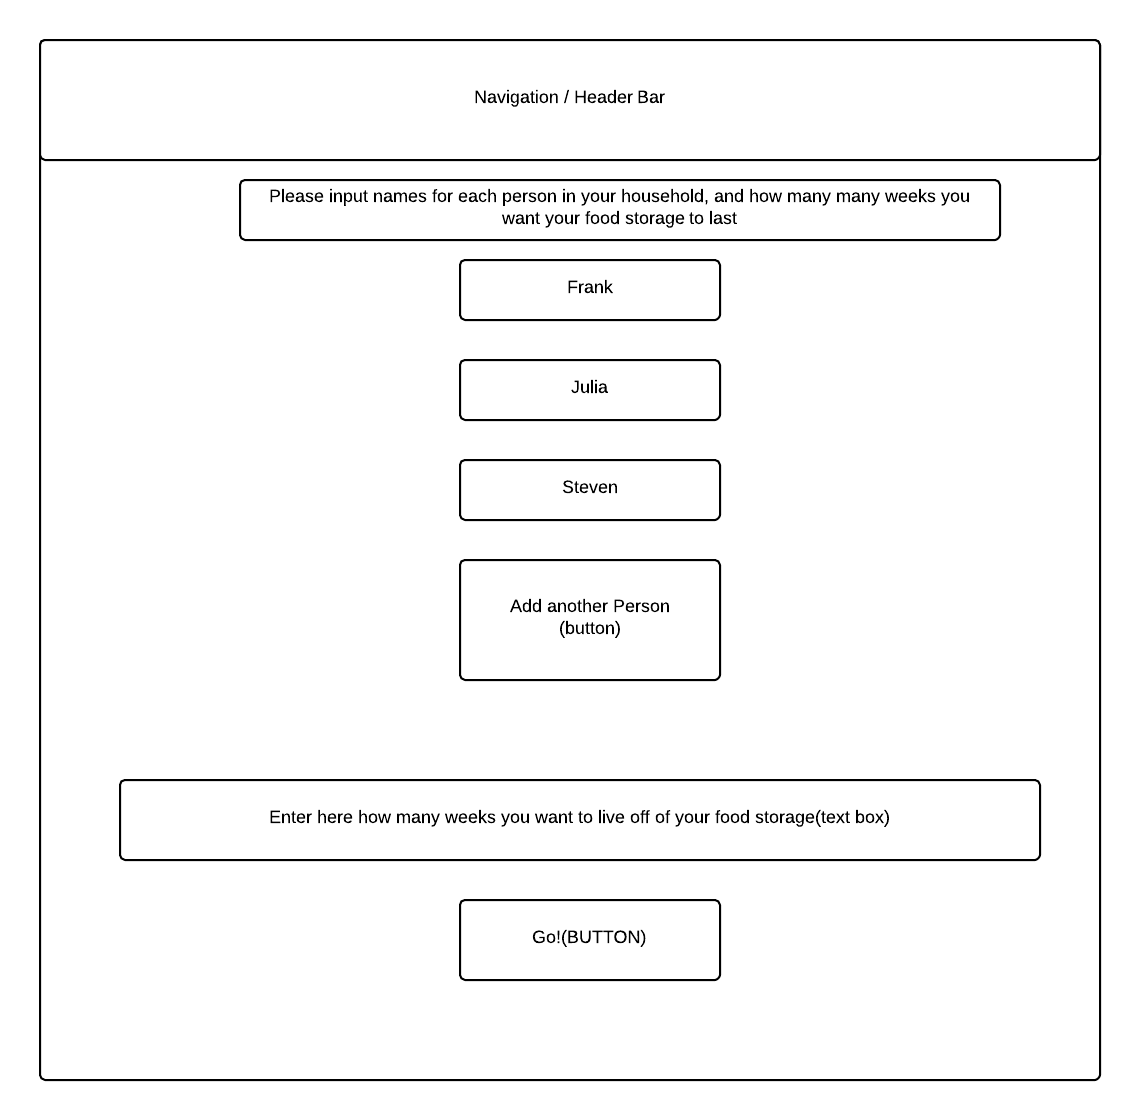 Navigation / Header Bar
Please input names for each person in your household, and how many many weeks you
want your food storage to last
Frank
Julia
Steven
Add another Person
(button)
Enter here how many weeks you want to live off of your food storage(text box)
Go!(BUTTON)